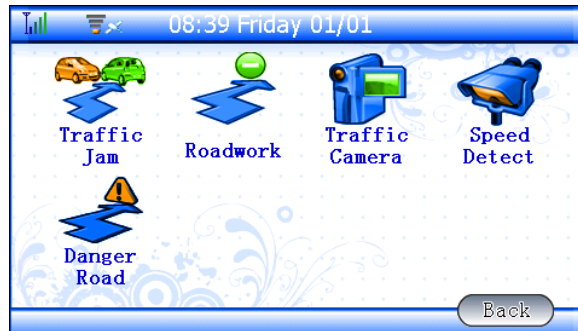 08:39 Friday 01/01
Traffic
Jam
Roadwork
Traffic
Camera
Speed
Detect
Danger
Road
Back